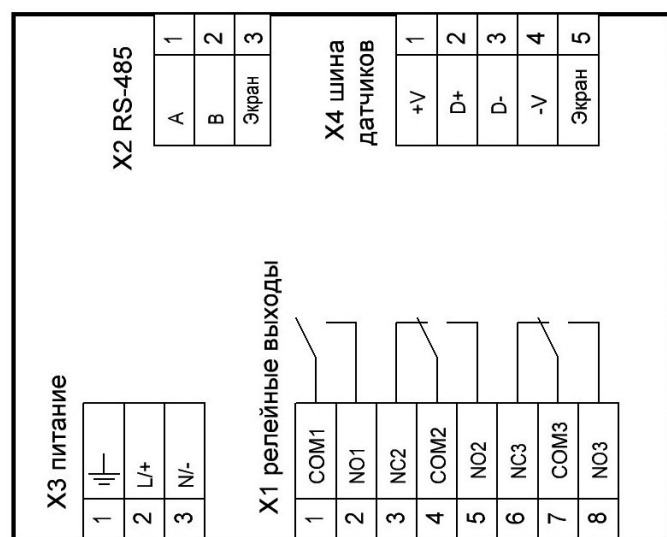 X2 RS-485
1 A
2 B
3 Экран
X4 шина
датчиков
1 +V
2 D+
3 D-
4 -V
5 Экран
X3 питание
1
2 L/+
3 N/-
X1 релейные выходы
1 COM1
2 NO1
3 NC2
4 COM2
5 NO2
6 NC3
7 COM3
8 NO3